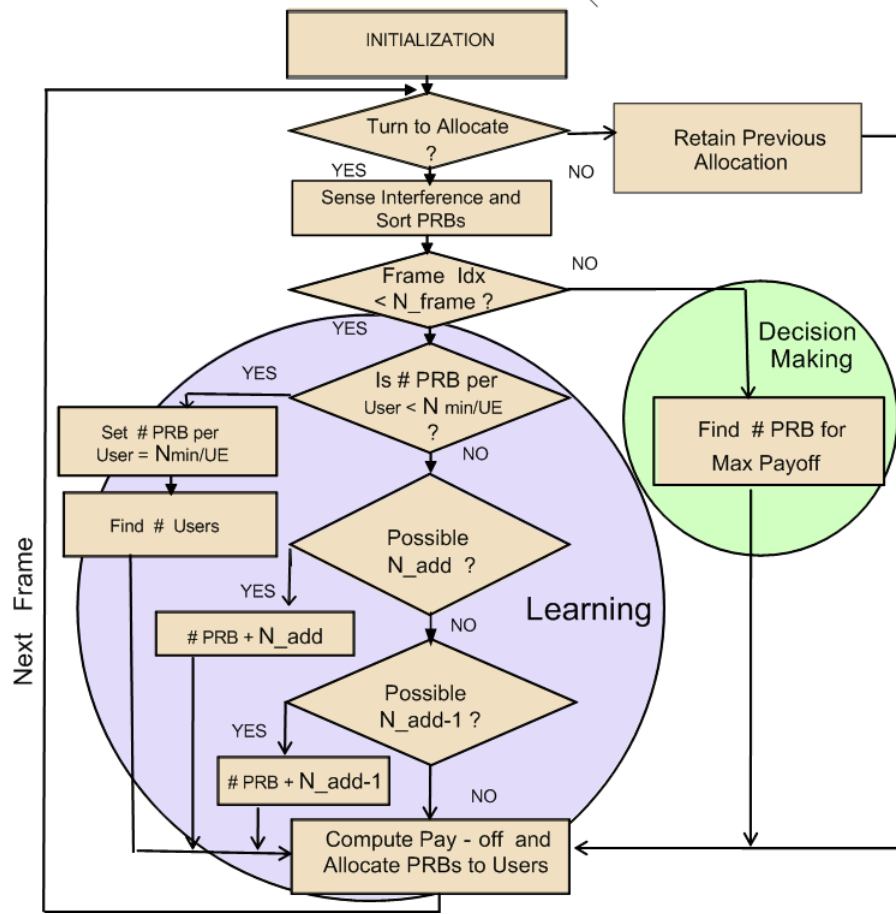 INITIALIZATION
Turn to Allocate
?
Retain Previous
Allocation
YES
NO
Sense Interference and
Sort PRBs
NO
Frame Idx
< N_frame ?
YES
Decision
Making
YES
Is # PRB per
User < N min/UE
?
Set # PRB per
User = Nmin/UE
Find # PRB for
Max Payoff
NO
Find # Users
Possible
N_add ?
YES
Learning
NO
# PRB + N_add
Next Frame
Possible
N_add-1 ?
YES
# PRB + N_add-1
NO
Compute Pay - off and
Allocate PRBs to Users